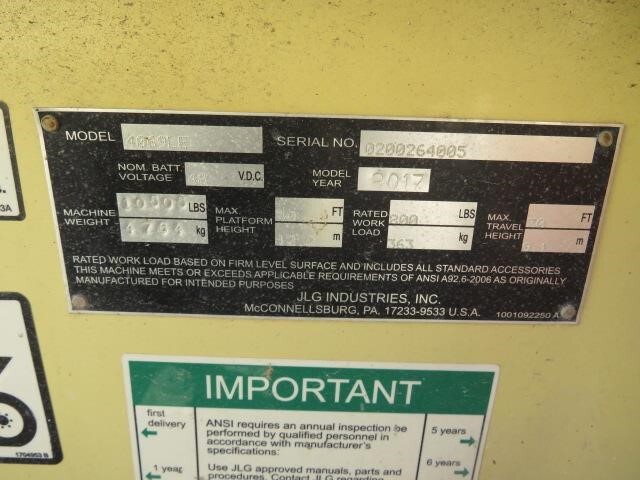 MODEL 4069LE SERIAL NO. 0200264005
NOM. BATT. VOLTAGE 48 V.D.C. MODEL YEAR 2017
MACHINE WEIGHT LBS MAX. PLATFORM HEIGHT FT RATED WORK LOAD 800 LBS MAX. TRAVEL HEIGHT FT
kg m 363 kg m
RATED WORK LOAD BASED ON FIRM LEVEL SURFACE AND INCLUDES ALL STANDARD ACCESSORIES
THIS MACHINE MEETS OR EXCEEDS APPLICABLE REQUIREMENTS OF ANSI A92.6-2006 AS ORIGINALLY
MANUFACTURED FOR INTENDED PURPOSES
JLG INDUSTRIES, INC.
McCONNELLSBURG, PA. 17233-9533 U.S.A. 1001092250 A
IMPORTANT
first delivery
ANSI requires an annual inspection be
performed by qualified personnel in
accordance with manufacturer's
specifications:
5 years
1 year
Use JLG approved manuals, parts and
procedures. Contact JLG regarding
6 years
1704953 B